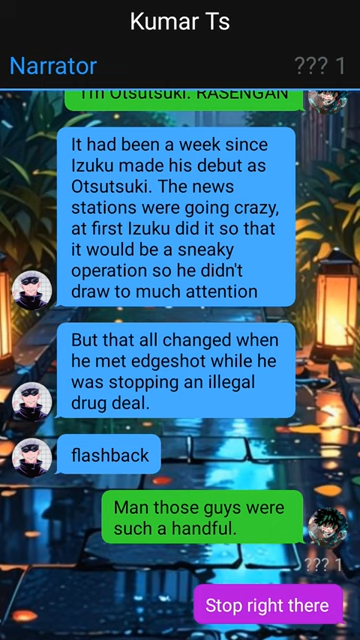 Kumar Ts
Narrator
??? 1
I'm Otsutsuki. RASENGAN
It had been a week since
Izuku made his debut as
Otsutsuki. The news
stations were going crazy,
at first Izuku did it so that
it would be a sneaky
operation so he didn't
draw to much attention
But that all changed when
he met edgeshot while he
was stopping an illegal
drug deal.
flashback
Man those guys were
such a handful.
??? 1
Stop right there